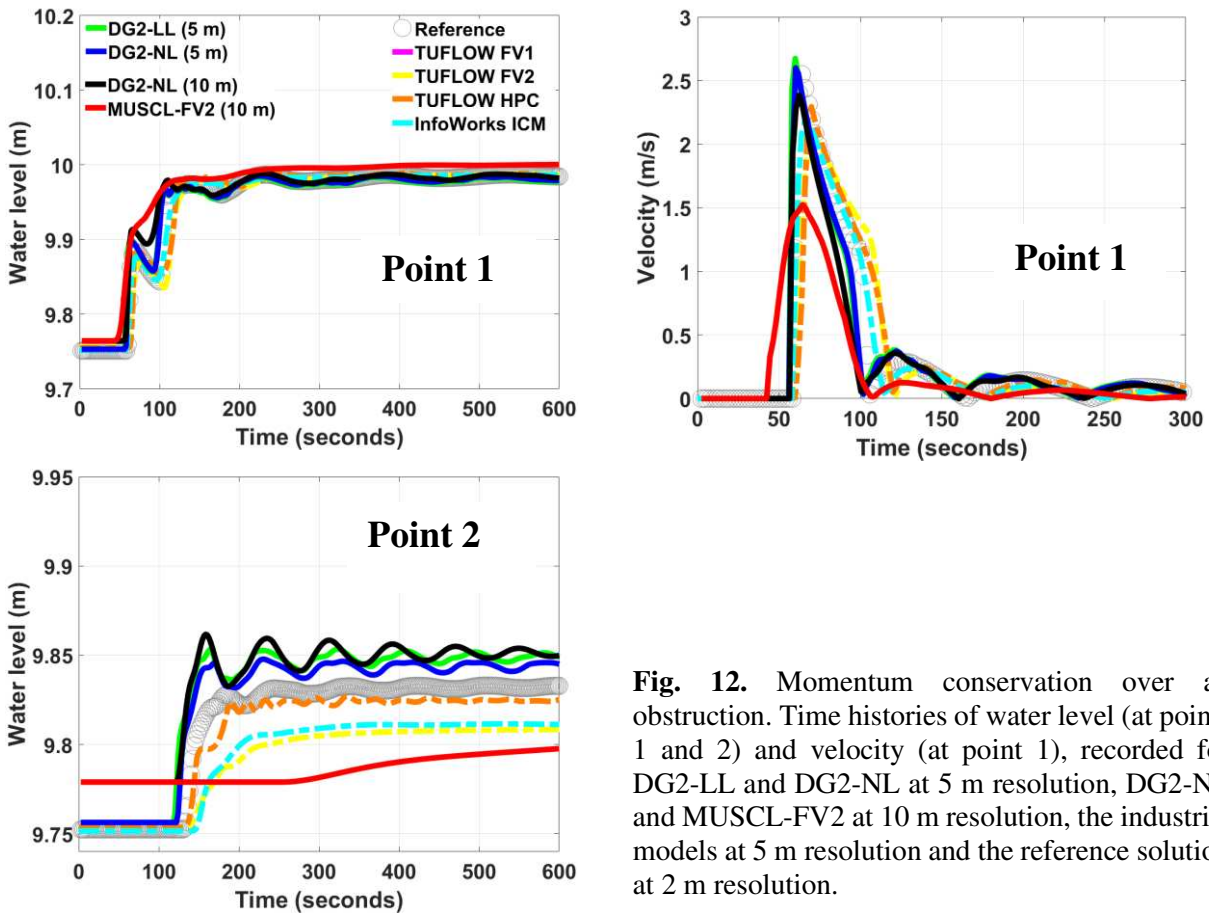 10.2
10.1
10
9.9
9.8
9.7
Water level (m)
DG2-LL (5 m)
DG2-NL (5 m)
DG2-NL (10 m)
MUSCL-FV2 (10 m)
Reference
TUFLOW FV1
TUFLOW FV2
TUFLOW HPC
InfoWorks ICM
Point 1
0 100 200 300 400 500 600
Time (seconds)
3
2.5
2
1.5
1
0.5
0
Velocity (m/s)
Point 1
0 50 100 150 200 250 300
Time (seconds)
9.95
9.9
9.85
9.8
9.75
Water level (m)
Point 2
0 100 200 300 400 500 600
Time (seconds)
Fig. 12. Momentum conservation over a
obstruction. Time histories of water level (at point
1 and 2) and velocity (at point 1), recorded fo
DG2-LL and DG2-NL at 5 m resolution, DG2-N
and MUSCL-FV2 at 10 m resolution, the industri
models at 5 m resolution and the reference solutio
at 2 m resolution.